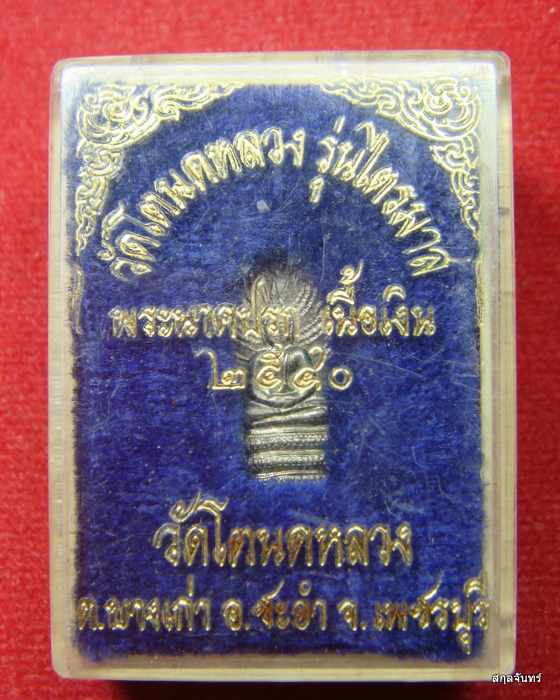 วัดโตนดหลวง รุ่นไตรมาส
พระนาคปรก เนื้อเงิน
๒๕๔๐
วัดโตนดหลวง
ต.บางเก่า อ.ชะอำ จ.เพชรบุรี
สกุลจันทร์